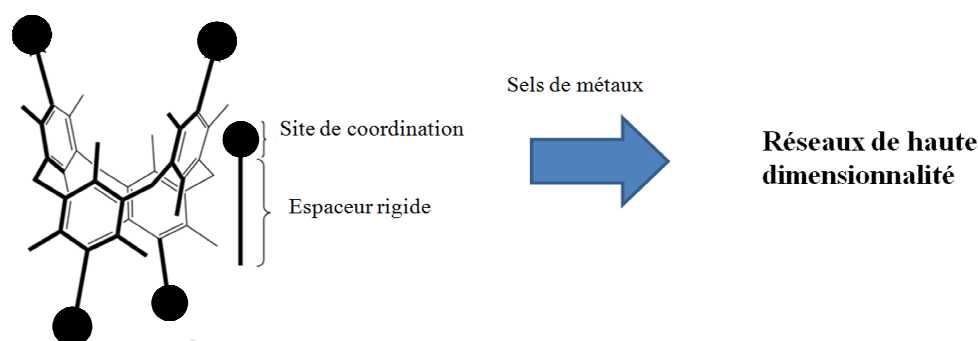 Sels de métaux
Site de coordination
Espaceur rigide
Réseaux de haute
dimensionnalité